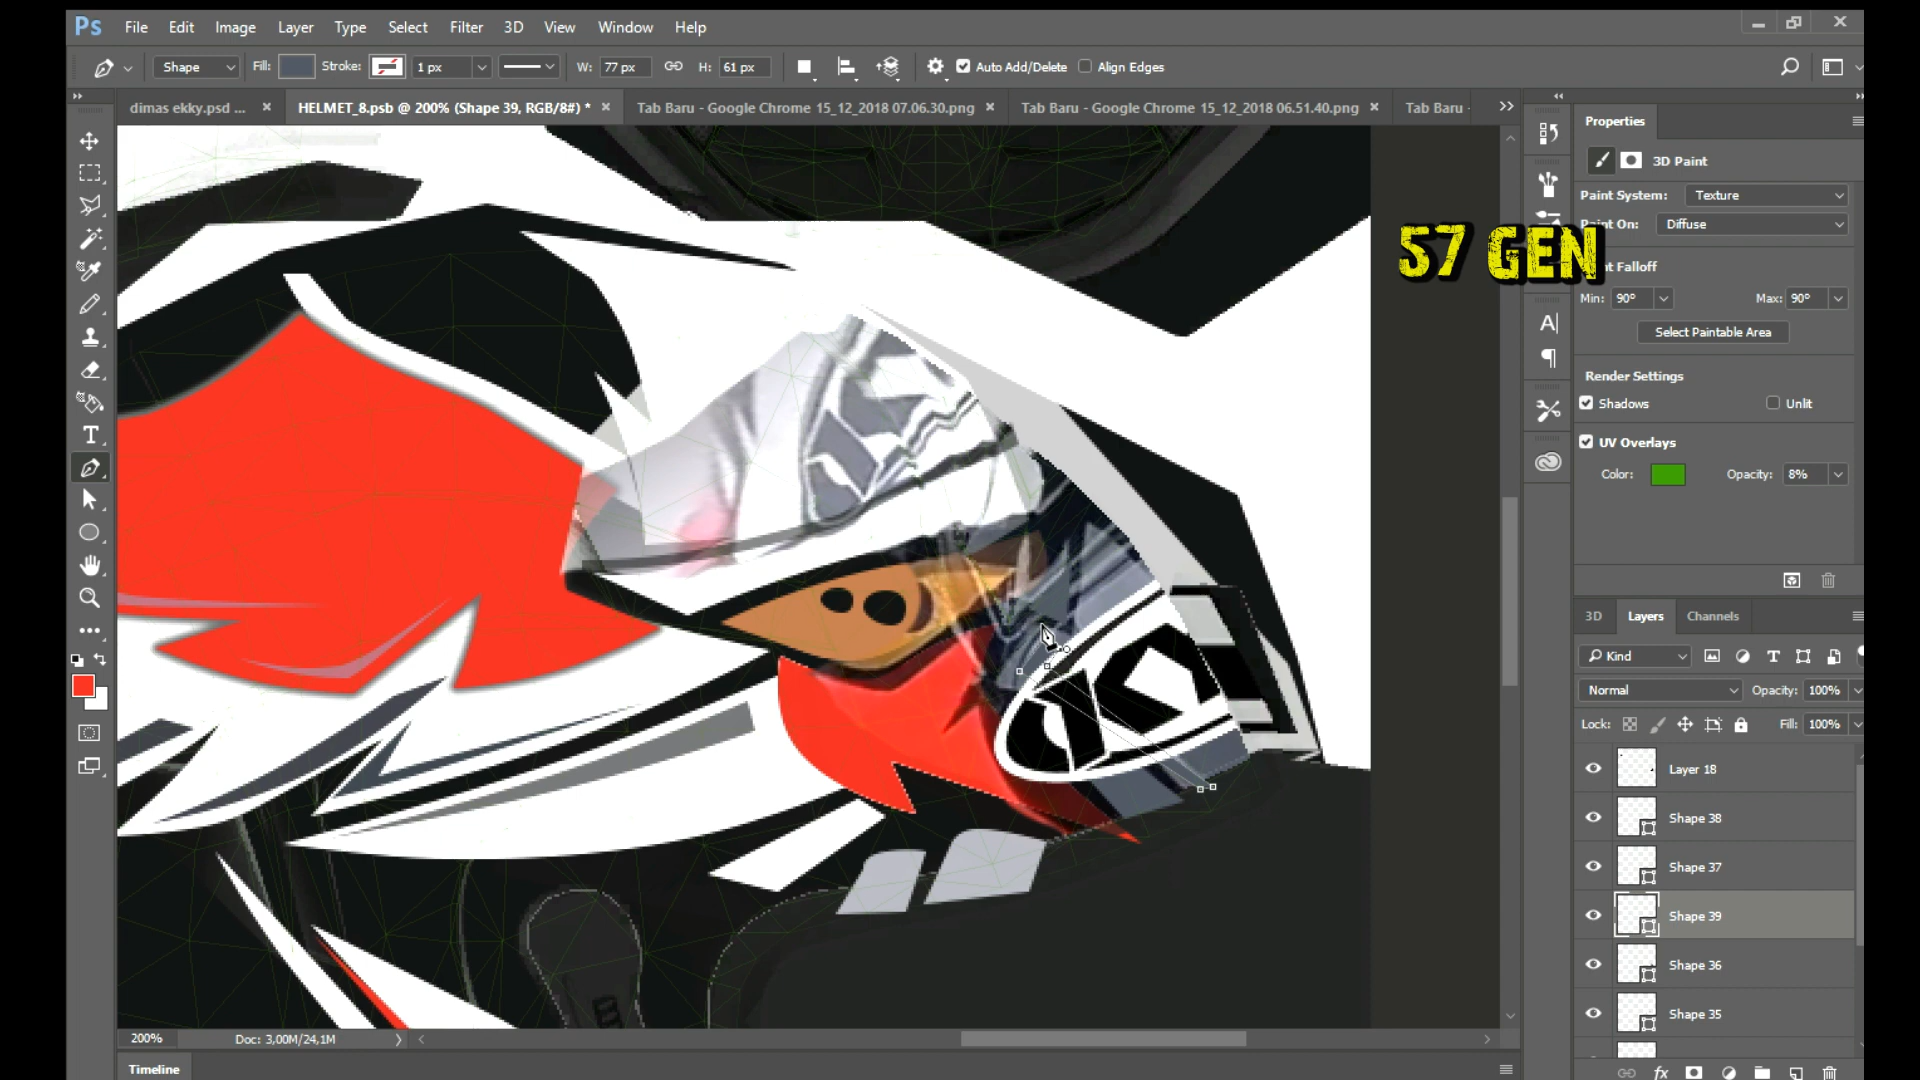 Ps File Edit Image Layer Type Select Filter 3D View Window Help
Shape Fill: Stroke: 1 px W: 77 px H: 61 px Auto Add/Delete Align Edges
dimas ekky.psd ... × HELMET_8.psb @ 200% (Shape 39, RGB/8#) * × Tab Baru - Google Chrome 15_12_2018 07.06.30.png × Tab Baru - Google Chrome 15_12_2018 06.51.40.png × Tab Baru -
Properties
3D Paint
Paint System: Texture
Paint On: Diffuse
57 GEN
nt Falloff
Min: 90° Max: 90°
Select Paintable Area
Render Settings
Shadows Unlit
UV Overlays
Color: Opacity: 8%
3D Layers Channels
Kind
Normal Opacity: 100%
Lock: Fill: 100%
Layer 18
Shape 38
Shape 37
Shape 39
Shape 36
Shape 35
fx
200% Doc: 3,00M/24,1M
Timeline